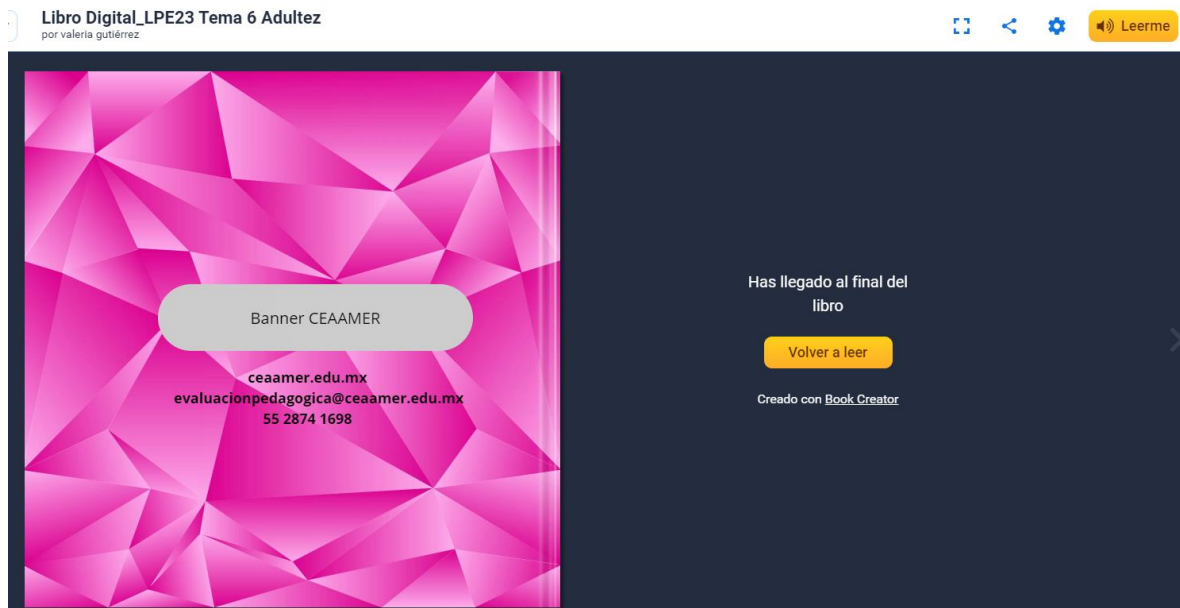 Libro Digital_LPE23 Tema 6 Adultez
por valeria gutiérrez
Leerme
Banner CEAAMER
ceaamer.edu.mx
evaluacionpedagogica@ceaamer.edu.mx
55 2874 1698
Has llegado al final del
libro
Volver a leer
Creado con Book Creator